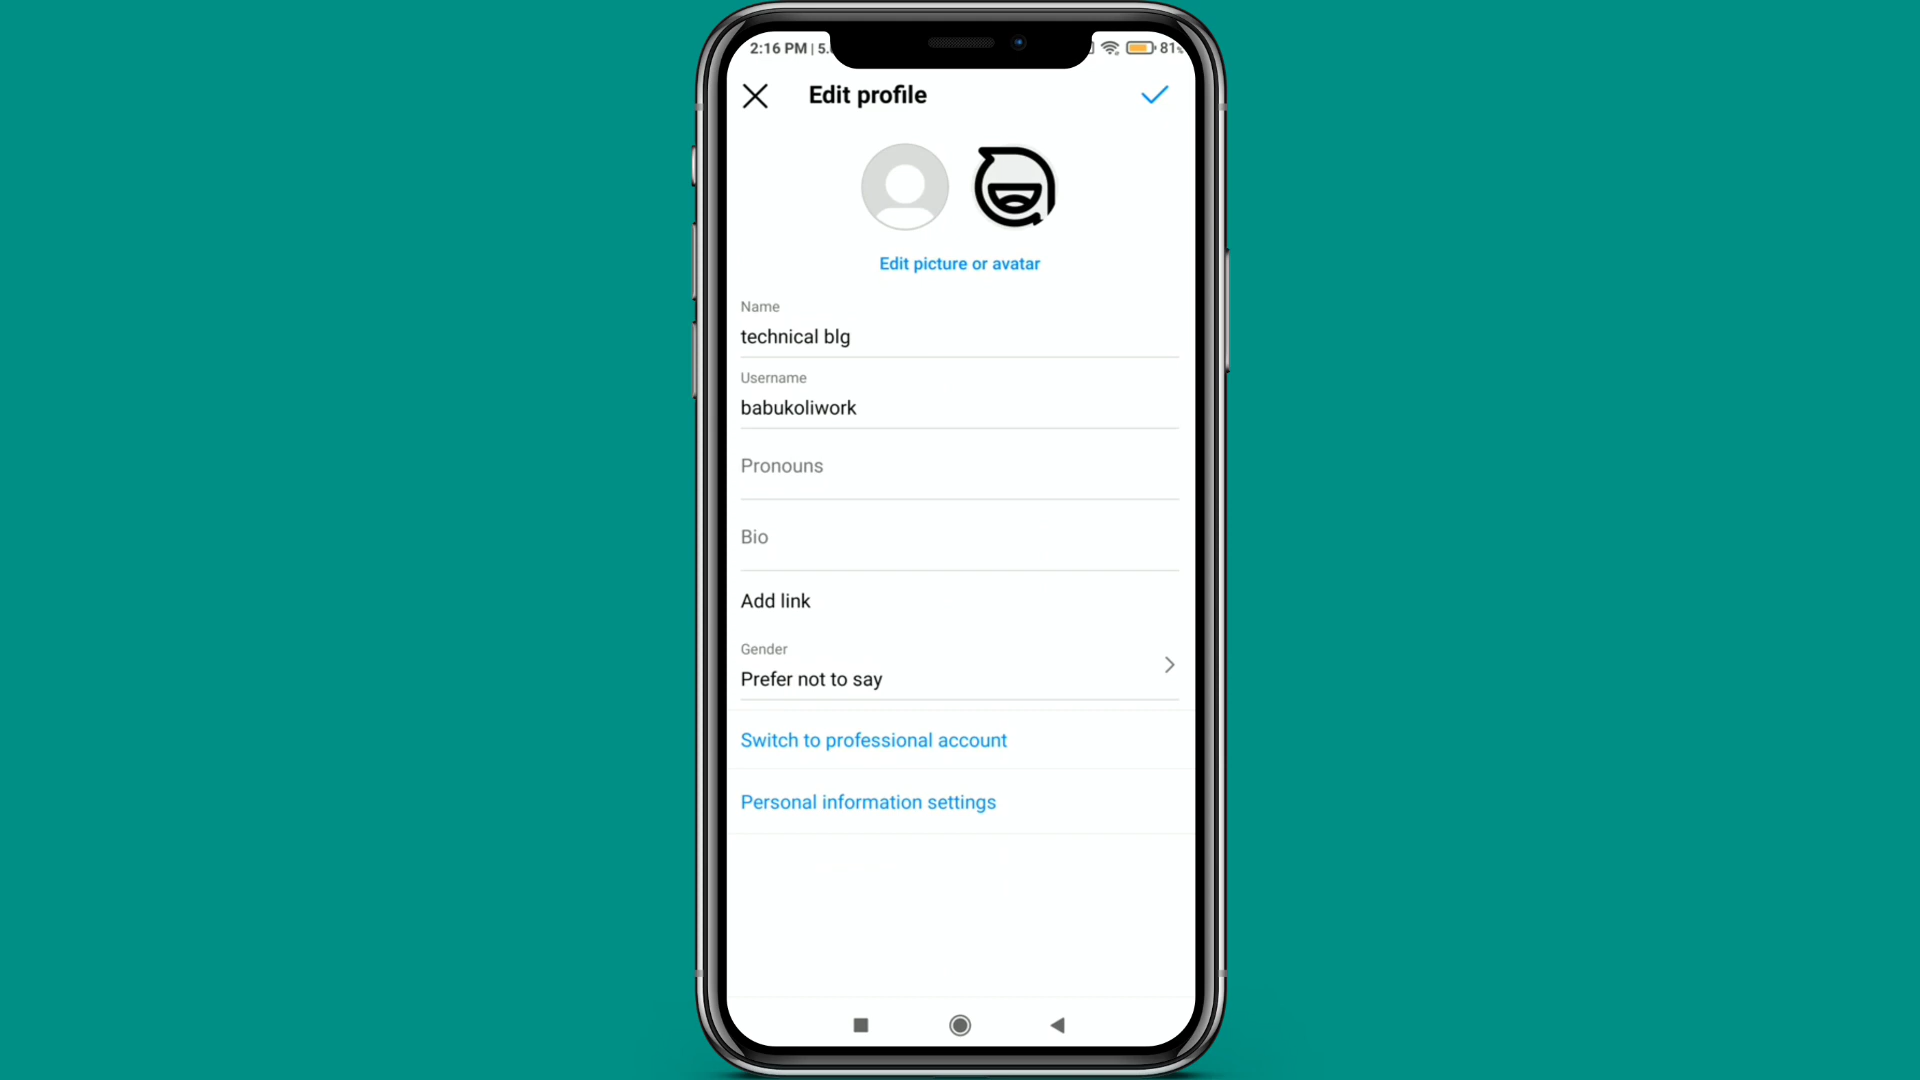 2:16 PM | 5.
81
Edit profile
Edit picture or avatar
Name
technical blg
Username
babukoliwork
Pronouns
Bio
Add link
Gender
Prefer not to say
Switch to professional account
Personal information settings